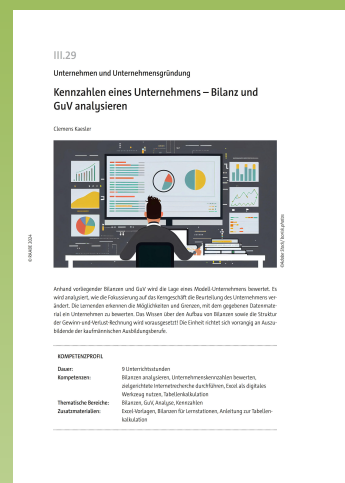 III.29
Unternehmen und Unternehmensgründung
Kennzahlen eines Unternehmens – Bilanz und
GuV analysieren
Clemens Kaesler
© RAABE 2024
Anhand vorliegender Bilanzen und GuV wird die Lage eines Modell-Unternehmens bewertet. Es
wird analysiert, wie die Fokussierung auf das Kerngeschäft die Beurteilung des Unternehmens ver-
ändert. Die Lernenden erkennen die Möglichkeiten und Grenzen, mit dem gegebenen Datenmate-
rial ein Unternehmen zu bewerten. Das Wissen über den Aufbau von Bilanzen sowie die Struktur
der Gewinn-und-Verlust-Rechnung wird vorausgesetzt! Die Einheit richtet sich vorrangig an Auszu-
bildende der kaufmännischen Ausbildungsberufe.
KOMPETENZPROFIL
Dauer: 9 Unterrichtsstunden
Kompetenzen: Bilanzen analysieren, Unternehmenskennzahlen bewerten,
zielgerichtete Internetrecherche durchführen, Excel als digitales
Werkzeug nutzen, Tabellenkalkulation
Thematische Bereiche: Bilanzen, GuV, Analyse, Kennzahlen
Zusatzmaterialien: Excel-Vorlagen, Bilanzen für Lernstationen, Anleitung zur Tabellen-
kalkulation